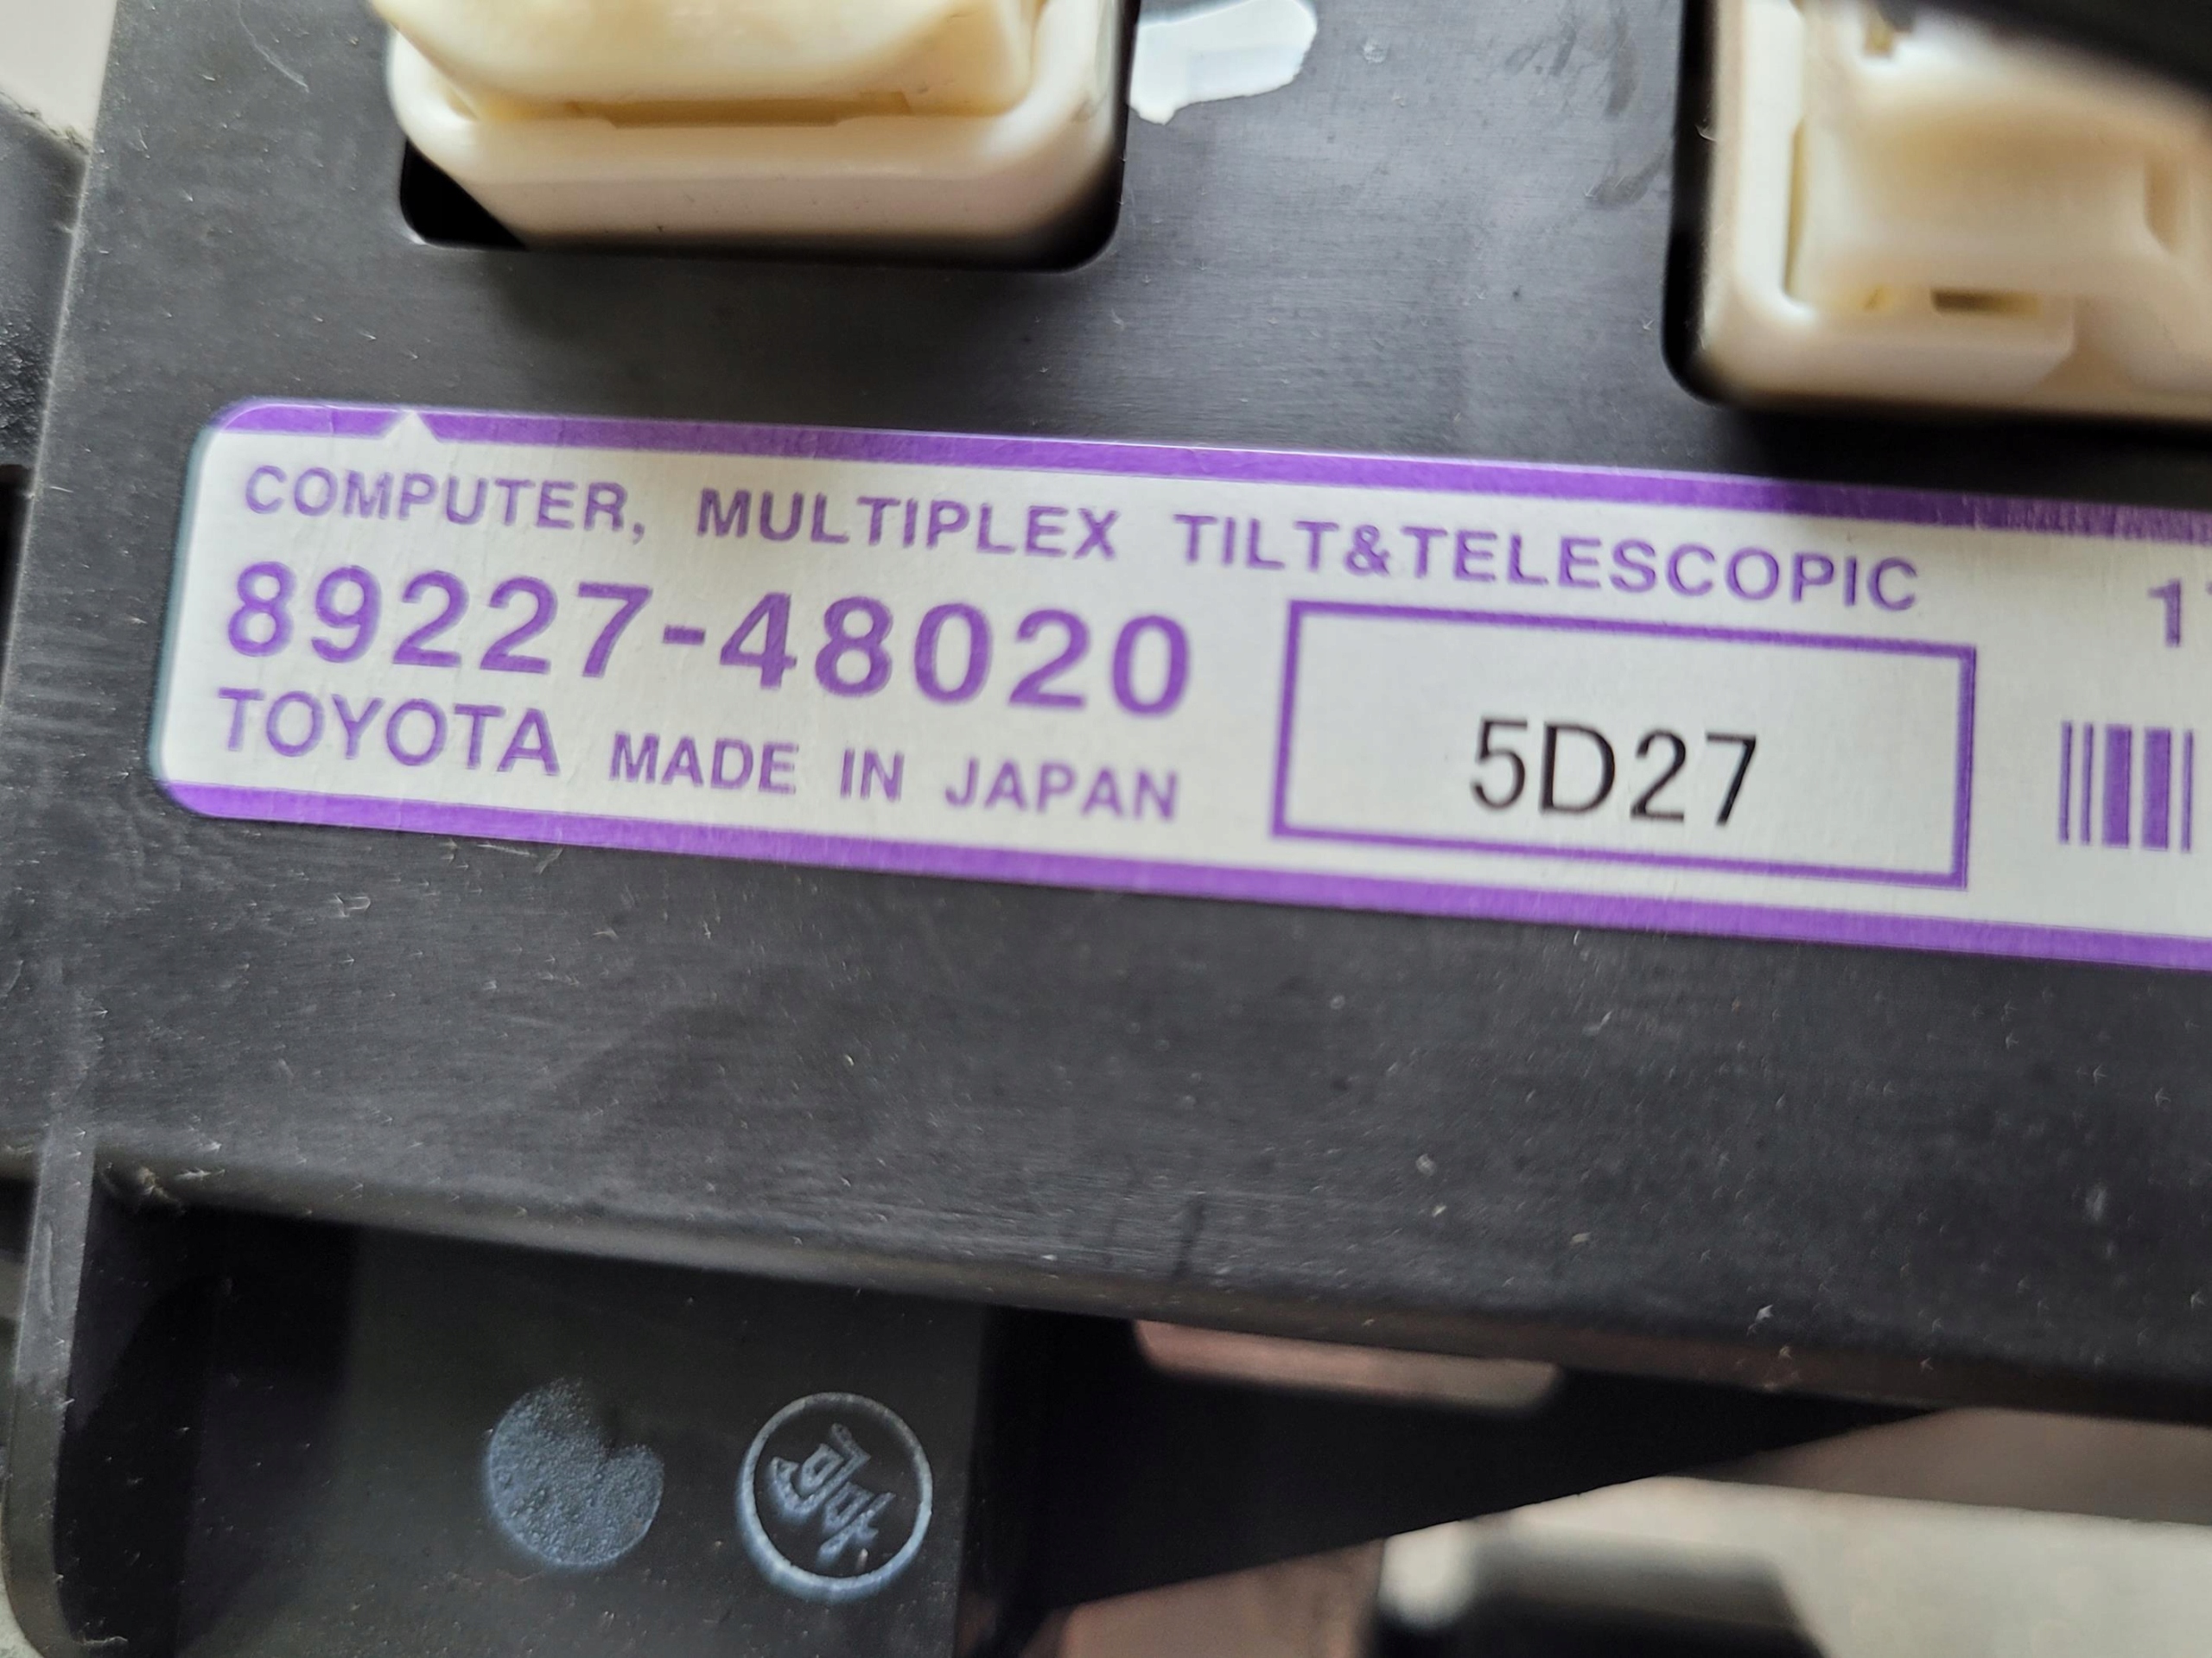 COMPUTER, MULTIPLEX TILT&TELESCOPIC
89227-48020
TOYOTA MADE IN JAPAN
5D27